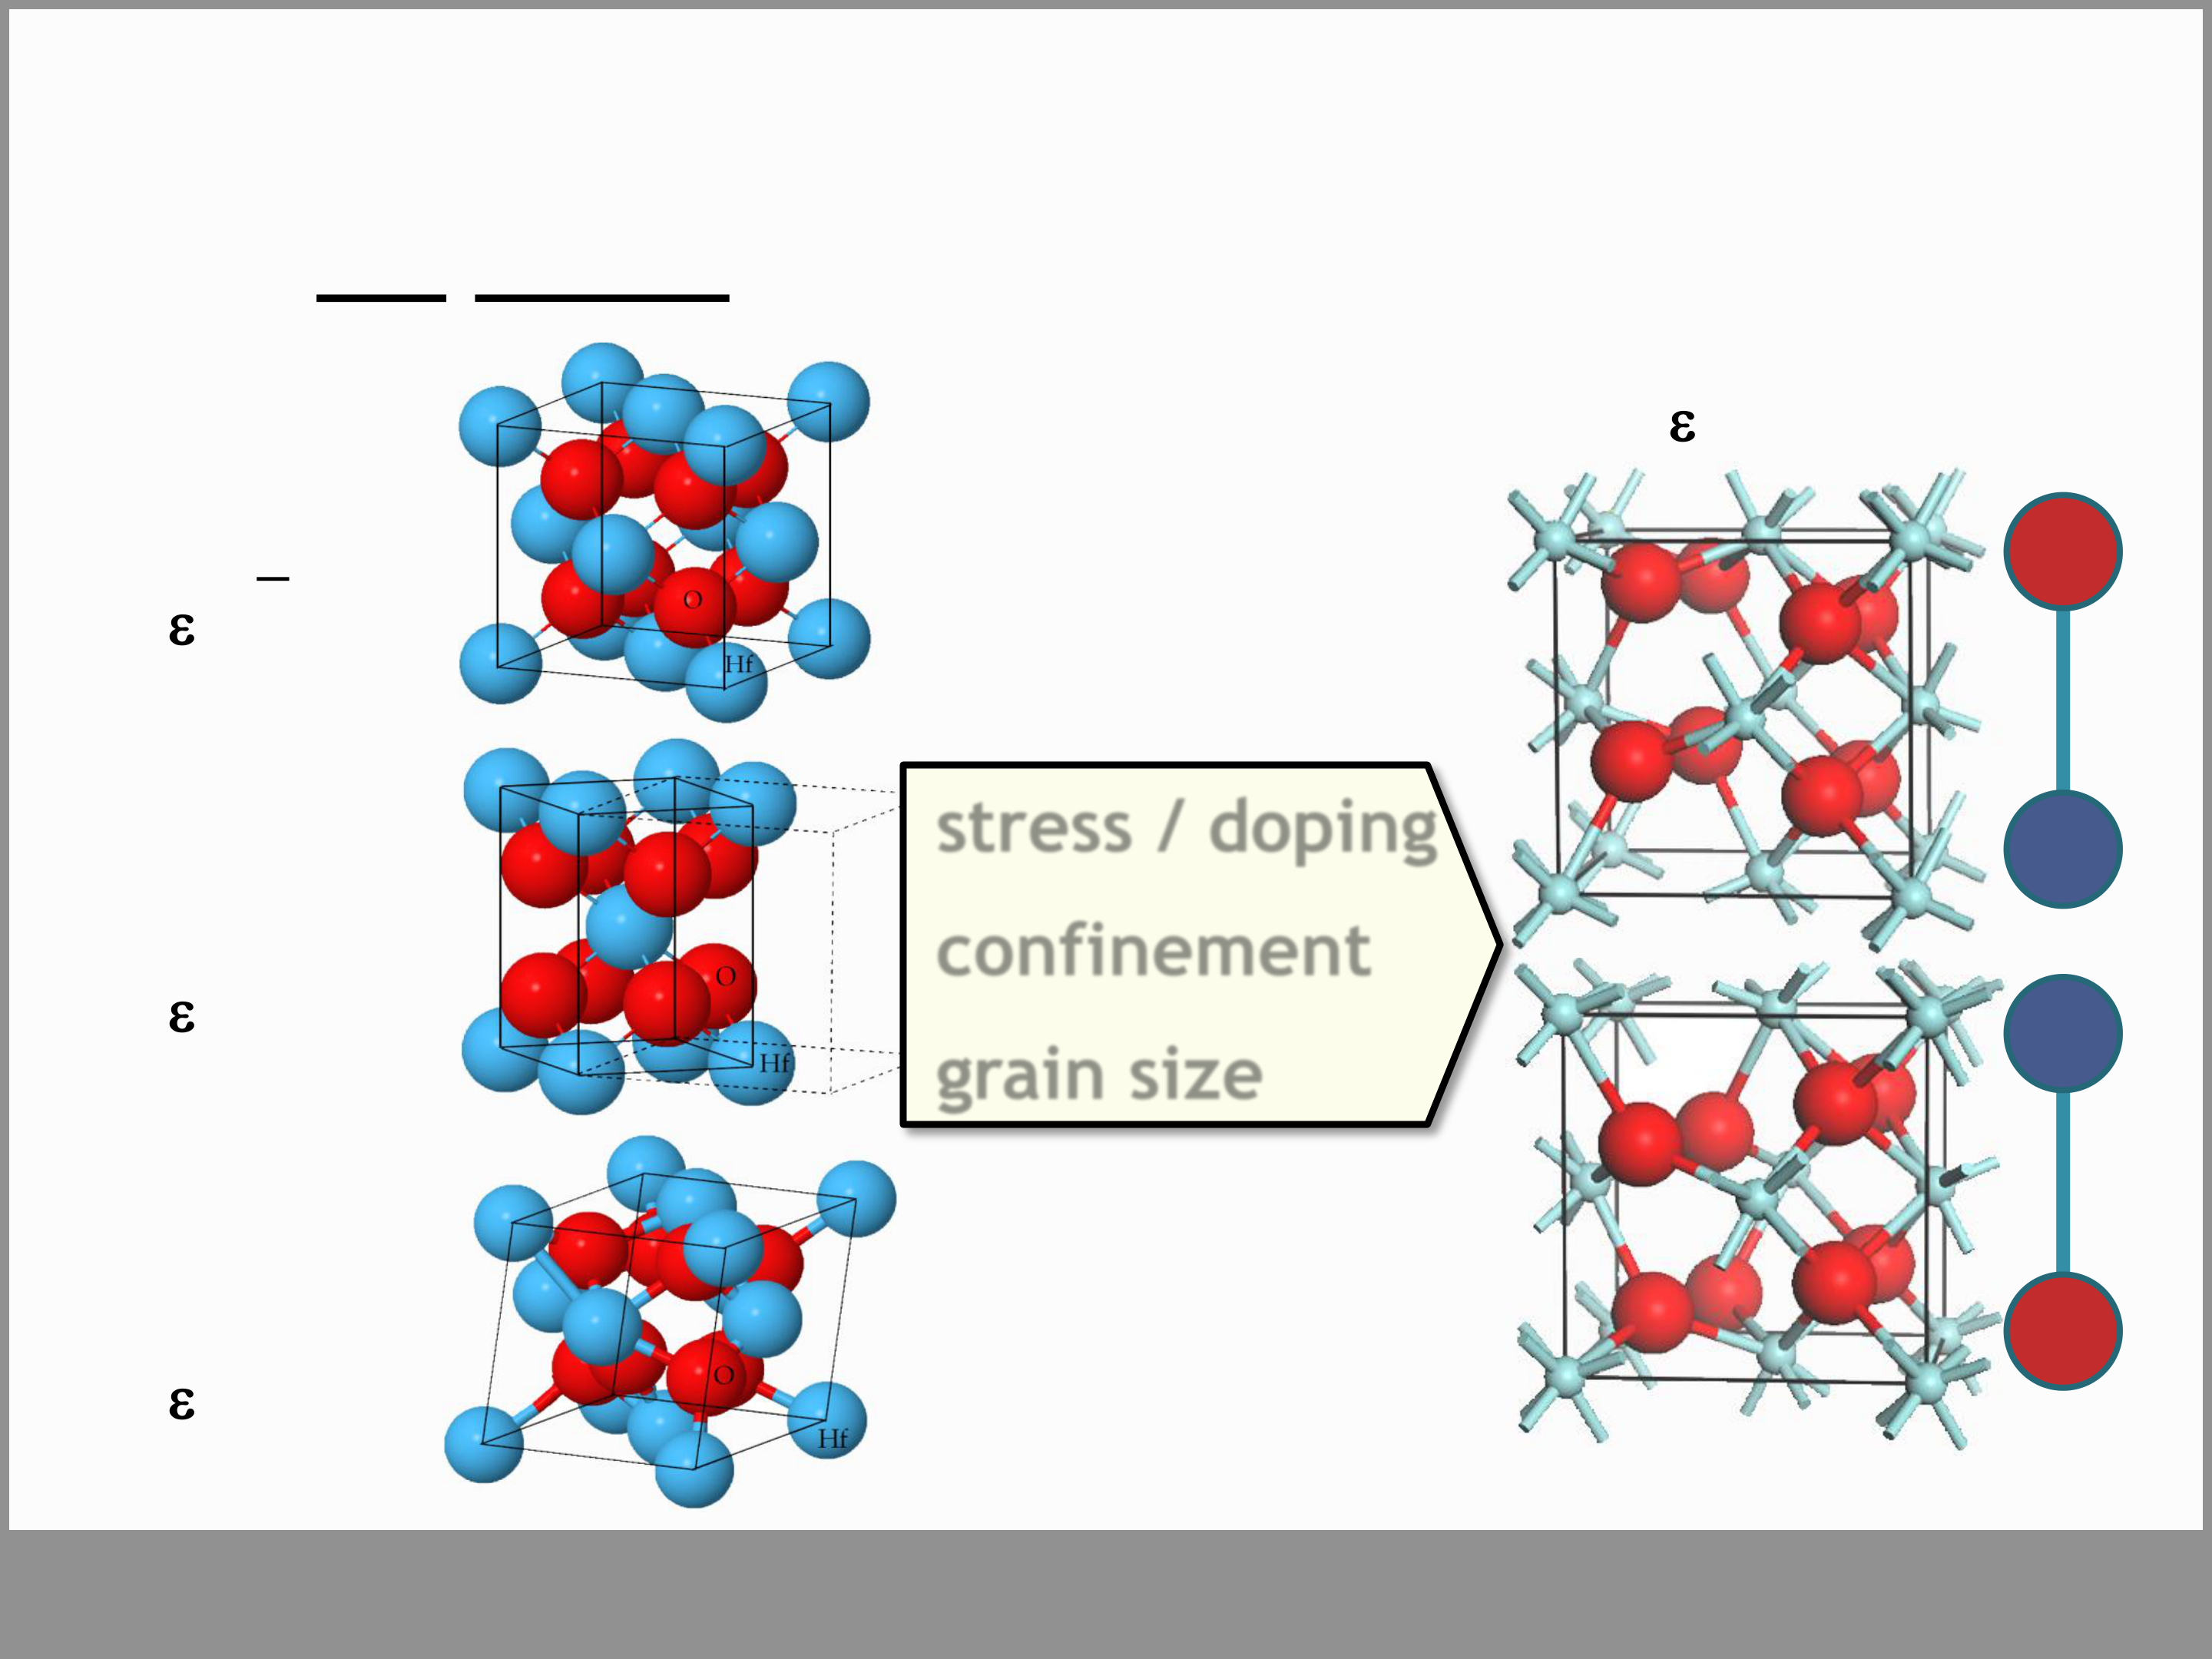 ε
O
Hf
ε
stress / doping
confinement
grain size
ε
O
Hf
ε
O
Hf